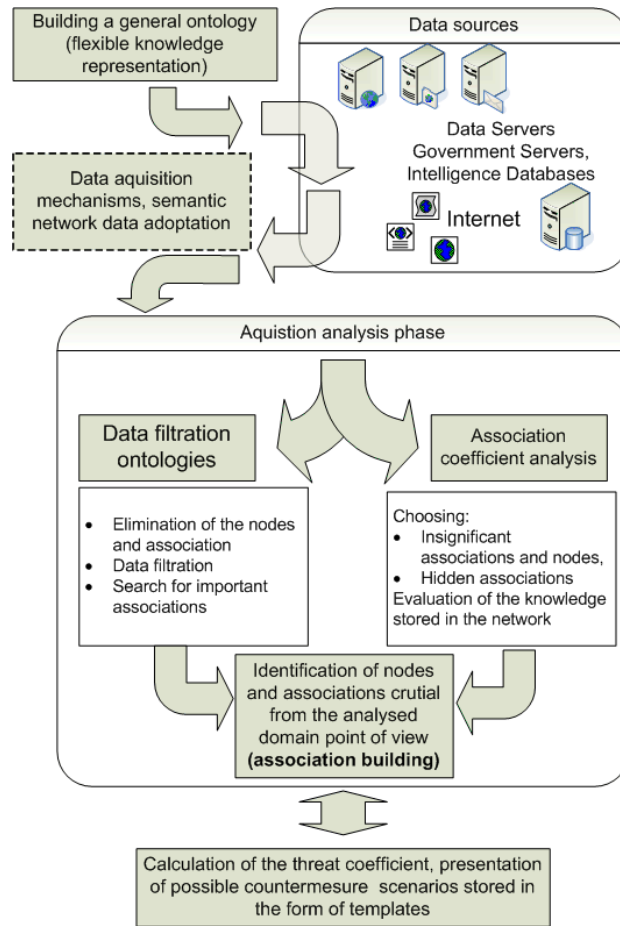 Building a general ontology
(flexible knowledge
representation)
Data sources
Data Servers
Government Servers,
Intelligence Databases
Internet
Data aquisition
mechanisms, semantic
network data adoptation
Aquistion analysis phase
Data filtration
ontologies
Association
coefficient analysis
• Elimination of the nodes
and association
• Data filtration
• Search for important
associations
Choosing:
• Insignificant
associations and nodes,
• Hidden associations
Evaluation of the knowledge
stored in the network
Identification of nodes
and associations crutial
from the analysed
domain point of view
(association building)
Calculation of the threat coefficient, presentation
of possible countermesure scenarios stored in
the form of templates